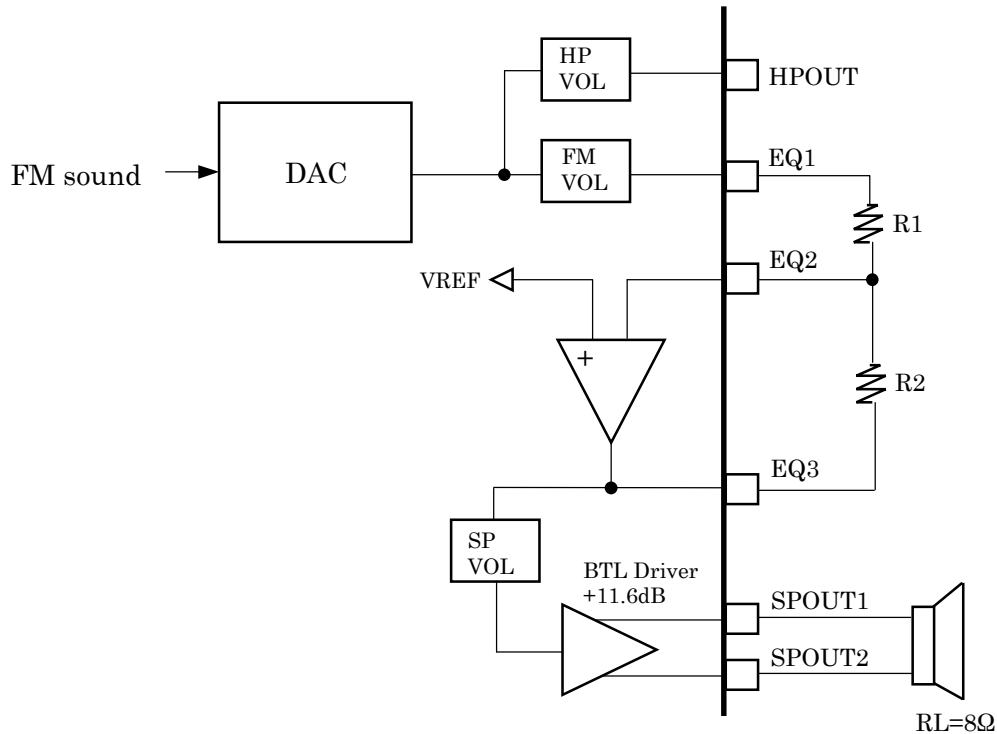 HP
VOL
HPOUT
FM sound
DAC
FM
VOL
EQ1
R1
VREF
EQ2
+
R2
EQ3
SP
VOL
BTL Driver
+11.6dB
SPOUT1
SPOUT2
RL=8Ω